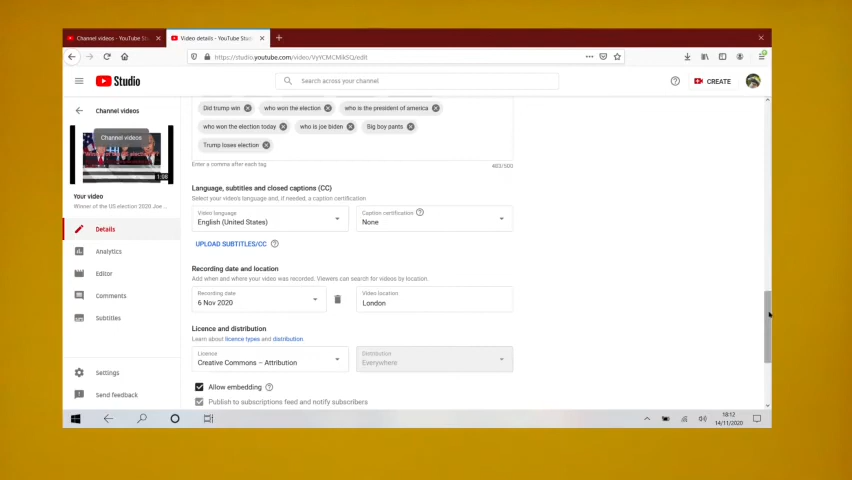 Channel videos - YouTube Stu
Video details - YouTube Stu
https://studio.youtube.com/video/VyYCMCMikSQ/edit
Studio
Search across your channel
CREATE
Channel videos
Channel videos
1:08
Your video
Winner of the US election 2020 Joe ...
Details
Analytics
Editor
Comments
Subtitles
Settings
Send feedback
Did trump win
who won the election
who is the president of america
who won the election today
who is joe biden
Big boy pants
Trump loses election
Enter a comma after each tag
483/500
Language, subtitles and closed captions (CC)
Select your video's language and, if needed, a caption certification
Video language
English (United States)
Caption certification
None
UPLOAD SUBTITLES/CC
Recording date and location
Add when and where your video was recorded. Viewers can search for videos by location.
Recording date
6 Nov 2020
Video location
London
Licence and distribution
Learn about licence types and distribution.
Licence
Creative Commons – Attribution
Distribution
Everywhere
Allow embedding
Publish to subscriptions feed and notify subscribers
18:12
14/11/2020